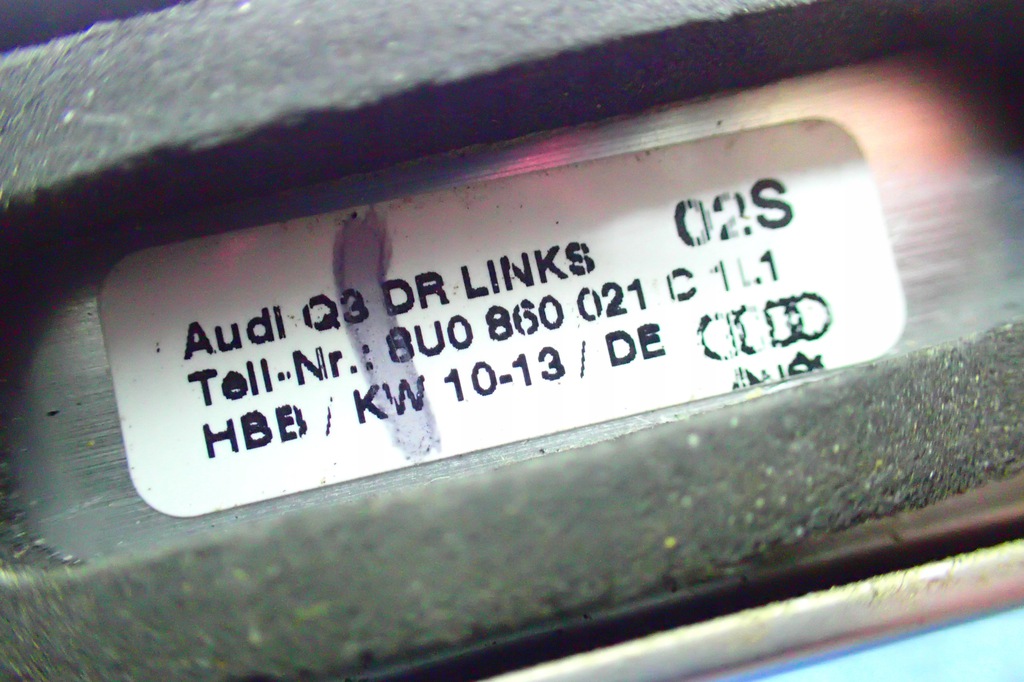 02S
Audi Q3 DR LINKS
Teil-Nr.: 8U0 860 021 C 1L1
HBB / KW 10-13 / DE